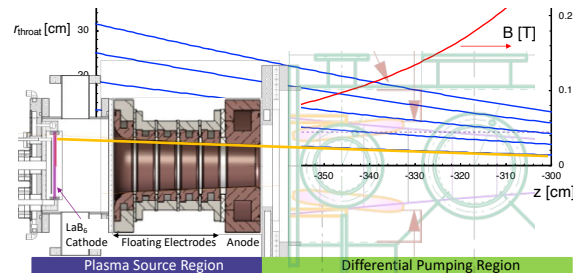 r_throat [cm]
B [T]
0.2
30
20
0.1
0
-350
-340
-330
-320
-310
-300
z [cm]
LaB₆
Cathode
Floating Electrodes
Anode
Plasma Source Region
Differential Pumping Region